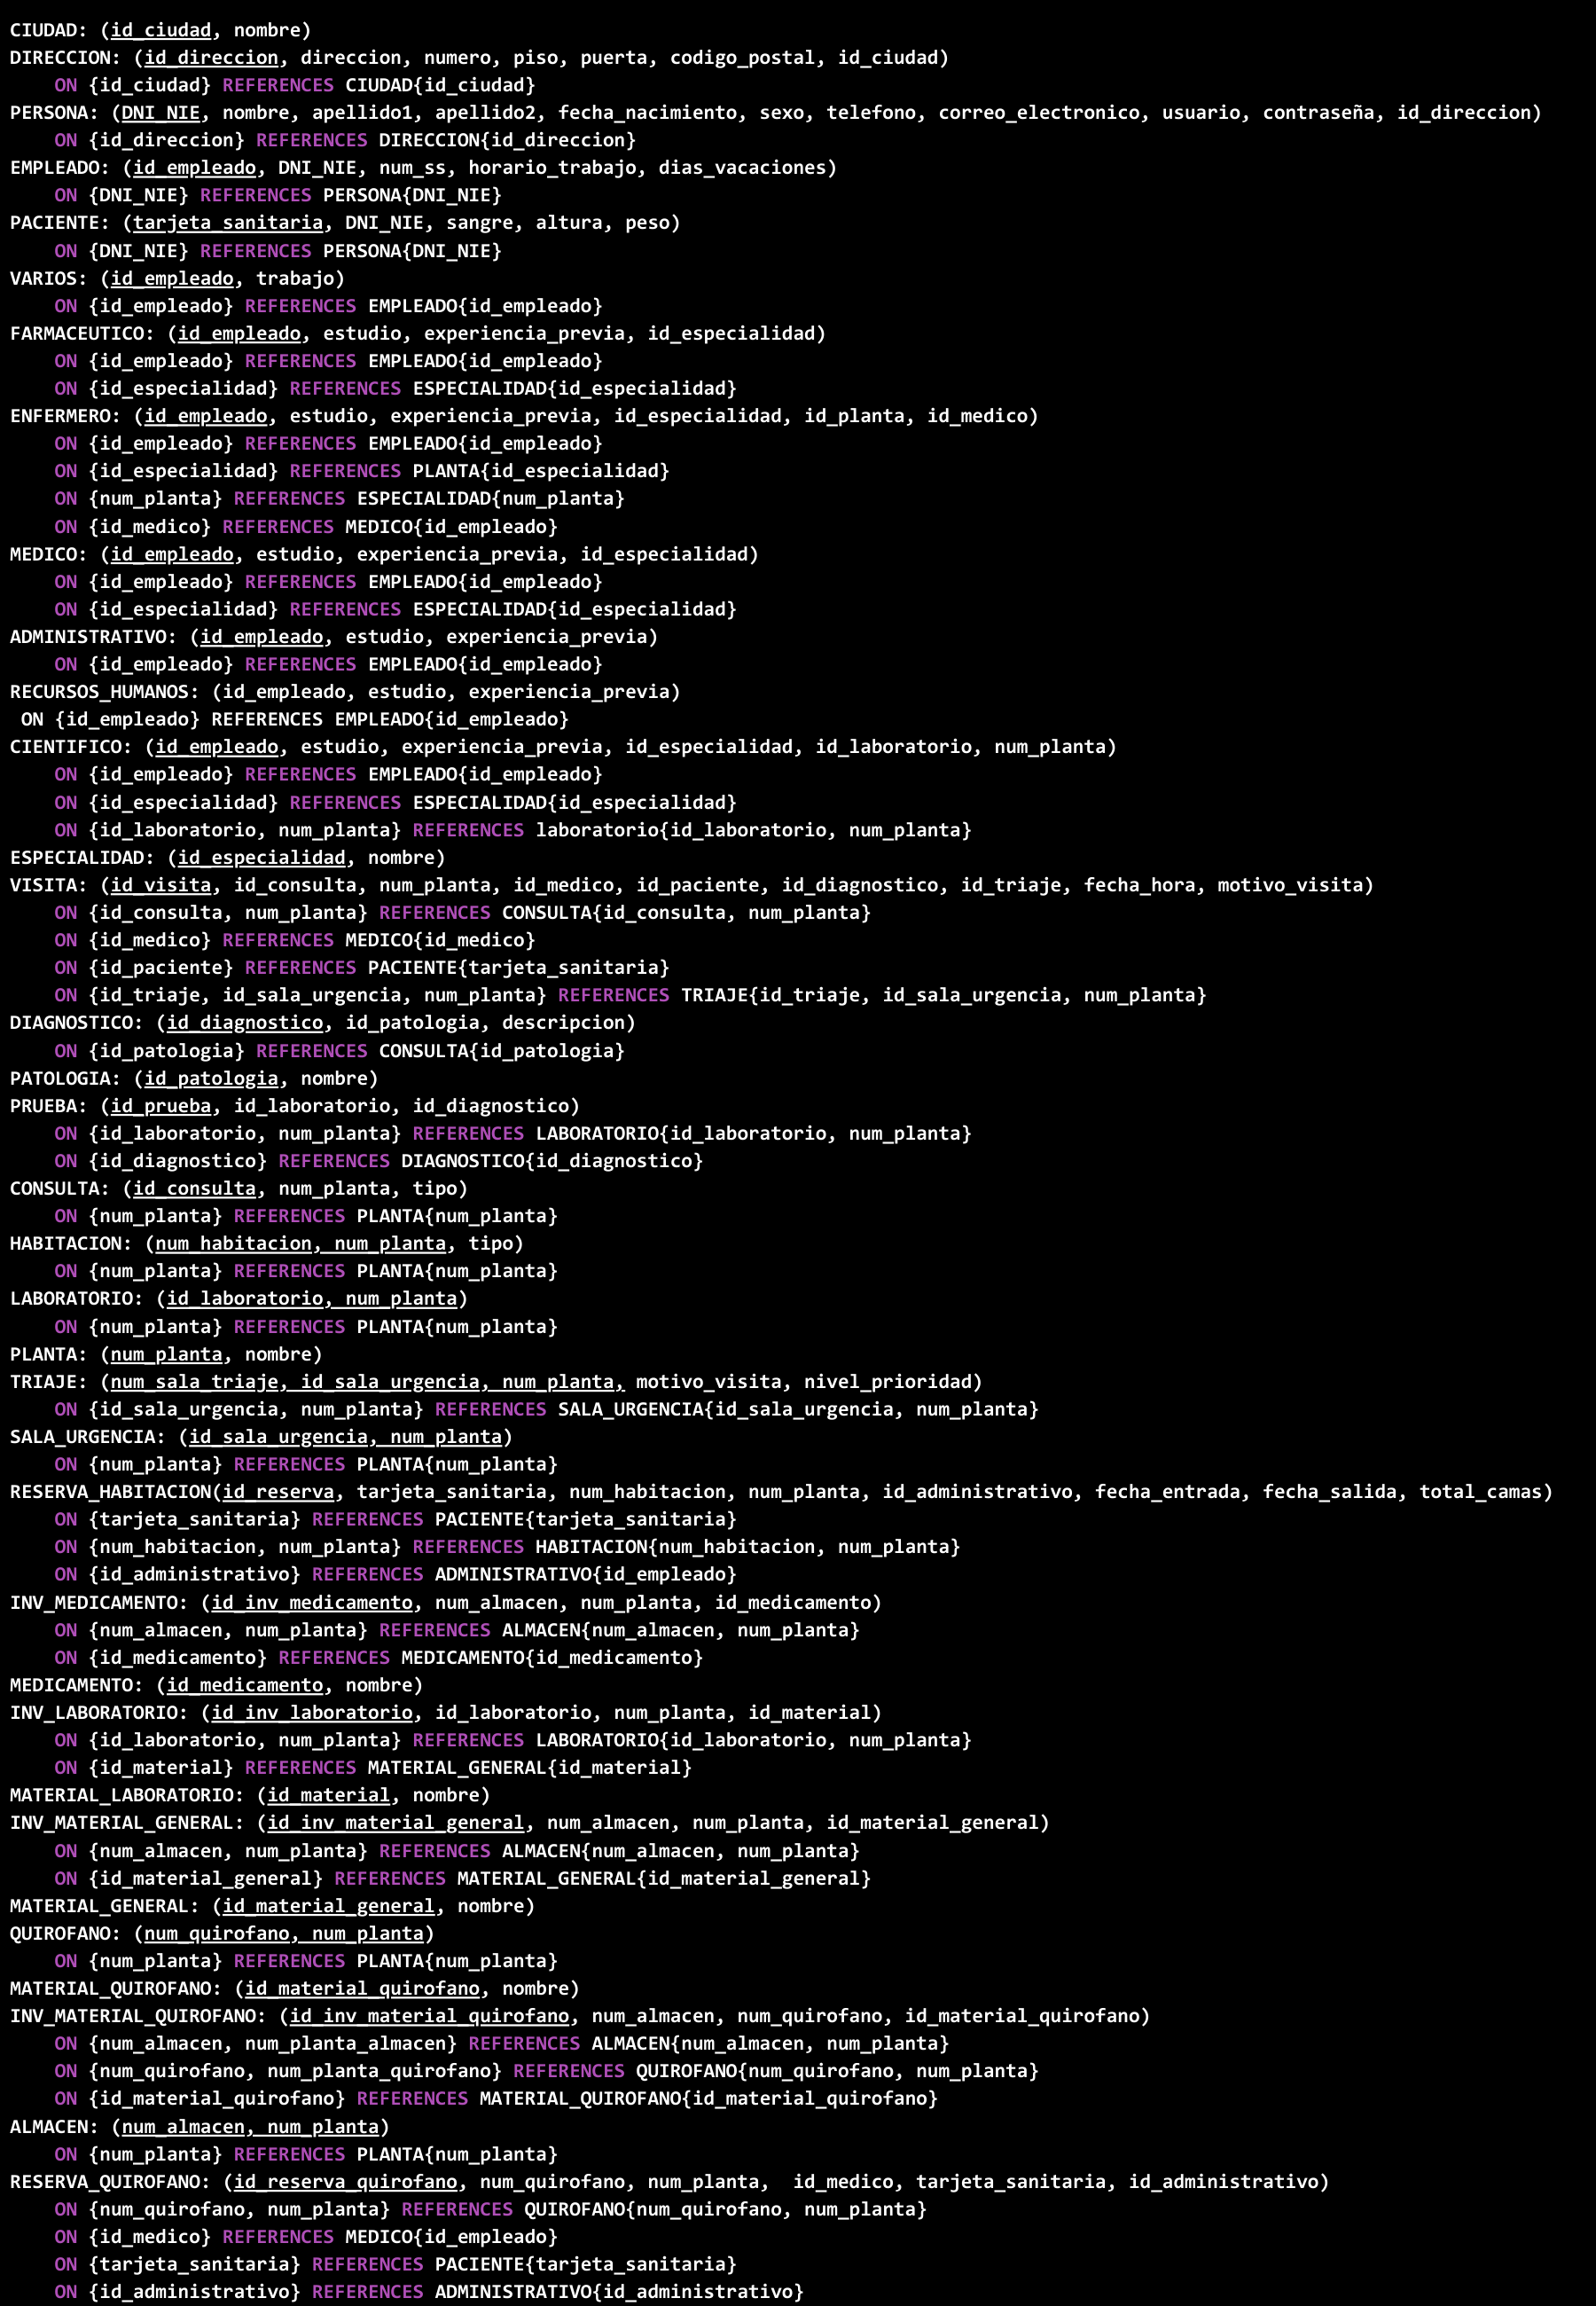 CIUDAD: (id_ciudad, nombre)
DIRECCION: (id_direccion, direccion, numero, piso, puerta, codigo_postal, id_ciudad)
ON {id_ciudad} REFERENCES CIUDAD{id_ciudad}
PERSONA: (DNI_NIE, nombre, apellido1, apellido2, fecha_nacimiento, sexo, telefono, correo_electronico, usuario, contraseña, id_direccion)
ON {id_direccion} REFERENCES DIRECCION{id_direccion}
EMPLEADO: (id_empleado, DNI_NIE, num_ss, horario_trabajo, dias_vacaciones)
ON {DNI_NIE} REFERENCES PERSONA{DNI_NIE}
PACIENTE: (tarjeta_sanitaria, DNI_NIE, sangre, altura, peso)
ON {DNI_NIE} REFERENCES PERSONA{DNI_NIE}
VARIOS: (id_empleado, trabajo)
ON {id_empleado} REFERENCES EMPLEADO{id_empleado}
FARMACEUTICO: (id_empleado, estudio, experiencia_previa, id_especialidad)
ON {id_empleado} REFERENCES EMPLEADO{id_empleado}
ON {id_especialidad} REFERENCES ESPECIALIDAD{id_especialidad}
ENFERMERO: (id_empleado, estudio, experiencia_previa, id_especialidad, id_planta, id_medico)
ON {id_empleado} REFERENCES EMPLEADO{id_empleado}
ON {id_especialidad} REFERENCES PLANTA{id_especialidad}
ON {num_planta} REFERENCES ESPECIALIDAD{num_planta}
ON {id_medico} REFERENCES MEDICO{id_empleado}
MEDICO: (id_empleado, estudio, experiencia_previa, id_especialidad)
ON {id_empleado} REFERENCES EMPLEADO{id_empleado}
ON {id_especialidad} REFERENCES ESPECIALIDAD{id_especialidad}
ADMINISTRATIVO: (id_empleado, estudio, experiencia_previa)
ON {id_empleado} REFERENCES EMPLEADO{id_empleado}
RECURSOS_HUMANOS: (id_empleado, estudio, experiencia_previa)
ON {id_empleado} REFERENCES EMPLEADO{id_empleado}
CIENTIFICO: (id_empleado, estudio, experiencia_previa, id_especialidad, id_laboratorio, num_planta)
ON {id_empleado} REFERENCES EMPLEADO{id_empleado}
ON {id_especialidad} REFERENCES ESPECIALIDAD{id_especialidad}
ON {id_laboratorio, num_planta} REFERENCES laboratorio{id_laboratorio, num_planta}
ESPECIALIDAD: (id_especialidad, nombre)
VISITA: (id_visita, id_consulta, num_planta, id_medico, id_paciente, id_diagnostico, id_triaje, fecha_hora, motivo_visita)
ON {id_consulta, num_planta} REFERENCES CONSULTA{id_consulta, num_planta}
ON {id_medico} REFERENCES MEDICO{id_medico}
ON {id_paciente} REFERENCES PACIENTE{tarjeta_sanitaria}
ON {id_triaje, id_sala_urgencia, num_planta} REFERENCES TRIAJE{id_triaje, id_sala_urgencia, num_planta}
DIAGNOSTICO: (id_diagnostico, id_patologia, descripcion)
ON {id_patologia} REFERENCES CONSULTA{id_patologia}
PATOLOGIA: (id_patologia, nombre)
PRUEBA: (id_prueba, id_laboratorio, id_diagnostico)
ON {id_laboratorio, num_planta} REFERENCES LABORATORIO{id_laboratorio, num_planta}
ON {id_diagnostico} REFERENCES DIAGNOSTICO{id_diagnostico}
CONSULTA: (id_consulta, num_planta, tipo)
ON {num_planta} REFERENCES PLANTA{num_planta}
HABITACION: (num_habitacion, num_planta, tipo)
ON {num_planta} REFERENCES PLANTA{num_planta}
LABORATORIO: (id_laboratorio, num_planta)
ON {num_planta} REFERENCES PLANTA{num_planta}
PLANTA: (num_planta, nombre)
TRIAJE: (num_sala_triaje, id_sala_urgencia, num_planta, motivo_visita, nivel_prioridad)
ON {id_sala_urgencia, num_planta} REFERENCES SALA_URGENCIA{id_sala_urgencia, num_planta}
SALA_URGENCIA: (id_sala_urgencia, num_planta)
ON {num_planta} REFERENCES PLANTA{num_planta}
RESERVA_HABITACION(id_reserva, tarjeta_sanitaria, num_habitacion, num_planta, id_administrativo, fecha_entrada, fecha_salida, total_camas)
ON {tarjeta_sanitaria} REFERENCES PACIENTE{tarjeta_sanitaria}
ON {num_habitacion, num_planta} REFERENCES HABITACION{num_habitacion, num_planta}
ON {id_administrativo} REFERENCES ADMINISTRATIVO{id_empleado}
INV_MEDICAMENTO: (id_inv_medicamento, num_almacen, num_planta, id_medicamento)
ON {num_almacen, num_planta} REFERENCES ALMACEN{num_almacen, num_planta}
ON {id_medicamento} REFERENCES MEDICAMENTO{id_medicamento}
MEDICAMENTO: (id_medicamento, nombre)
INV_LABORATORIO: (id_inv_laboratorio, id_laboratorio, num_planta, id_material)
ON {id_laboratorio, num_planta} REFERENCES LABORATORIO{id_laboratorio, num_planta}
ON {id_material} REFERENCES MATERIAL_GENERAL{id_material}
MATERIAL_LABORATORIO: (id_material, nombre)
INV_MATERIAL_GENERAL: (id_inv_material_general, num_almacen, num_planta, id_material_general)
ON {num_almacen, num_planta} REFERENCES ALMACEN{num_almacen, num_planta}
ON {id_material_general} REFERENCES MATERIAL_GENERAL{id_material_general}
MATERIAL_GENERAL: (id_material_general, nombre)
QUIROFANO: (num_quirofano, num_planta)
ON {num_planta} REFERENCES PLANTA{num_planta}
MATERIAL_QUIROFANO: (id_material_quirofano, nombre)
INV_MATERIAL_QUIROFANO: (id_inv_material_quirofano, num_almacen, num_quirofano, id_material_quirofano)
ON {num_almacen, num_planta_almacen} REFERENCES ALMACEN{num_almacen, num_planta}
ON {num_quirofano, num_planta_quirofano} REFERENCES QUIROFANO{num_quirofano, num_planta}
ON {id_material_quirofano} REFERENCES MATERIAL_QUIROFANO{id_material_quirofano}
ALMACEN: (num_almacen, num_planta)
ON {num_planta} REFERENCES PLANTA{num_planta}
RESERVA_QUIROFANO: (id_reserva_quirofano, num_quirofano, num_planta,  id_medico, tarjeta_sanitaria, id_administrativo)
ON {num_quirofano, num_planta} REFERENCES QUIROFANO{num_quirofano, num_planta}
ON {id_medico} REFERENCES MEDICO{id_empleado}
ON {tarjeta_sanitaria} REFERENCES PACIENTE{tarjeta_sanitaria}
ON {id_administrativo} REFERENCES ADMINISTRATIVO{id_administrativo}